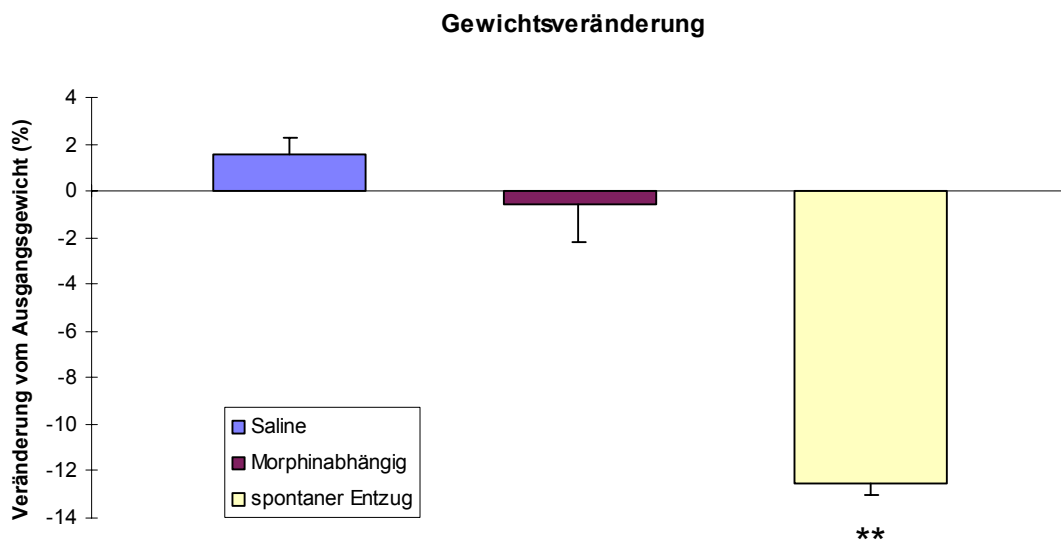 Gewichtsveränderung
Veränderung vom Ausgangsgewicht (%)
4
2
0
-2
-4
-6
-8
-10
-12
-14
Saline
Morphinabhängig
spontaner Entzug
**